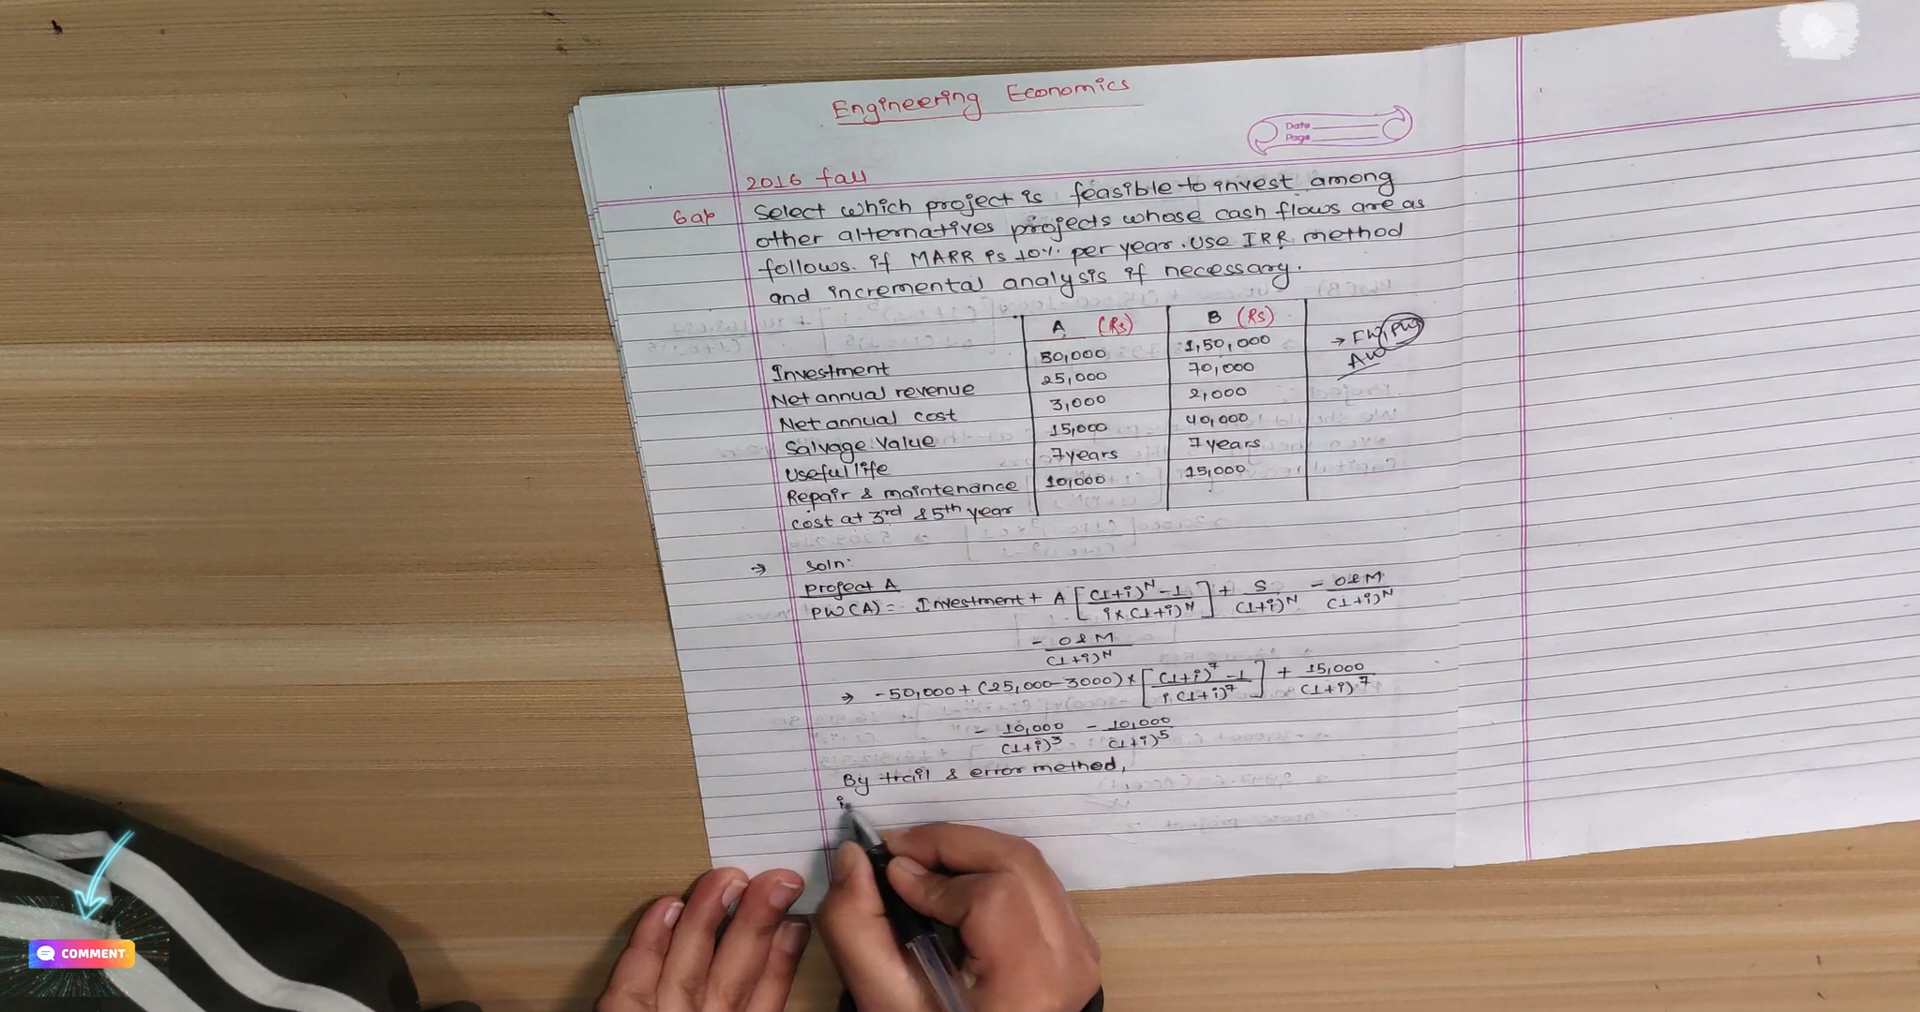 Engineering Economics
Date
Page
2016 fall
6 a)
Select which project is feasible to invest among
other alternatives projects whose cash flows are as
follows. if MARR is 10% per year. Use IRR method
and incremental analysis if necessary.
A (Rs) B (Rs)
Investment 50,000 1,50,000
Net annual revenue 25,000 70,000
Net annual cost 3,000 2,000
Salvage value 15,000 40,000
Useful life 7years 7years
Repair & maintenance 10,000 15,000
cost at 3rd & 5th year
→ FW, PW
AW
→ Soln:
Project A
PW(A) = - Investment + A [(1+i)^N - 1 / i×(1+i)^N] + S/(1+i)^N - O&M/(1+i)^N
- O&M/(1+i)^N
→ -50,000 + (25,000-3000) × [(1+i)^7 - 1 / i(1+i)^7] + 15,000/(1+i)^7
- 10,000/(1+i)^3 - 10,000/(1+i)^5
By trail & error method,
i
COMMENT